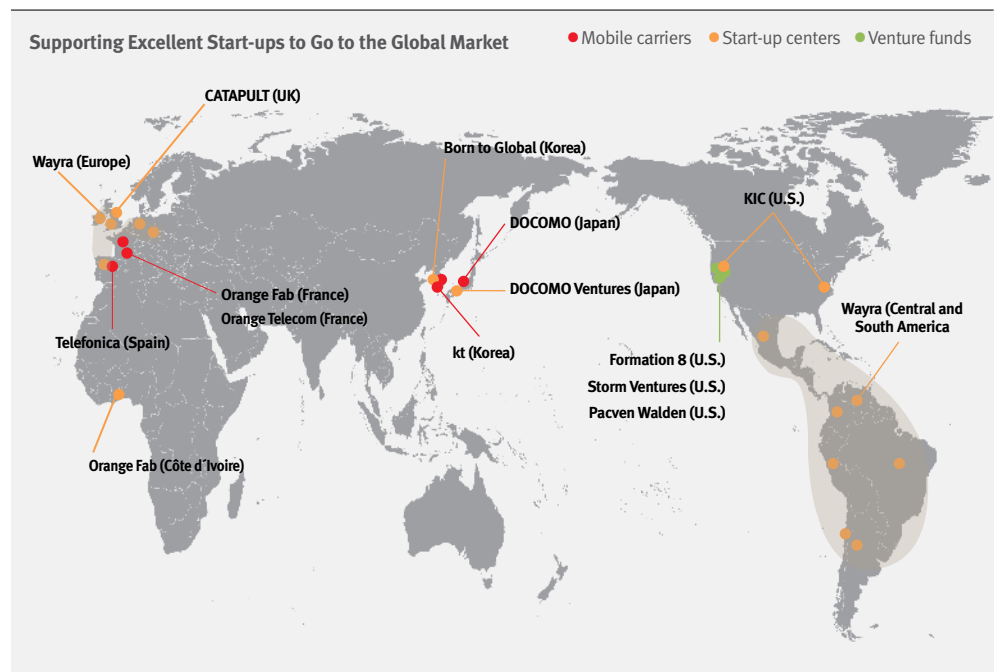 Supporting Excellent Start-ups to Go to the Global Market
Mobile carriers
Start-up centers
Venture funds
CATAPULT (UK)
Wayra (Europe)
Born to Global (Korea)
KIC (U.S.)
DOCOMO (Japan)
Orange Fab (France)
Orange Telecom (France)
DOCOMO Ventures (Japan)
Wayra (Central and
South America
Telefonica (Spain)
kt (Korea)
Formation 8 (U.S.)
Storm Ventures (U.S.)
Pacven Walden (U.S.)
Orange Fab (Côte d´Ivoire)